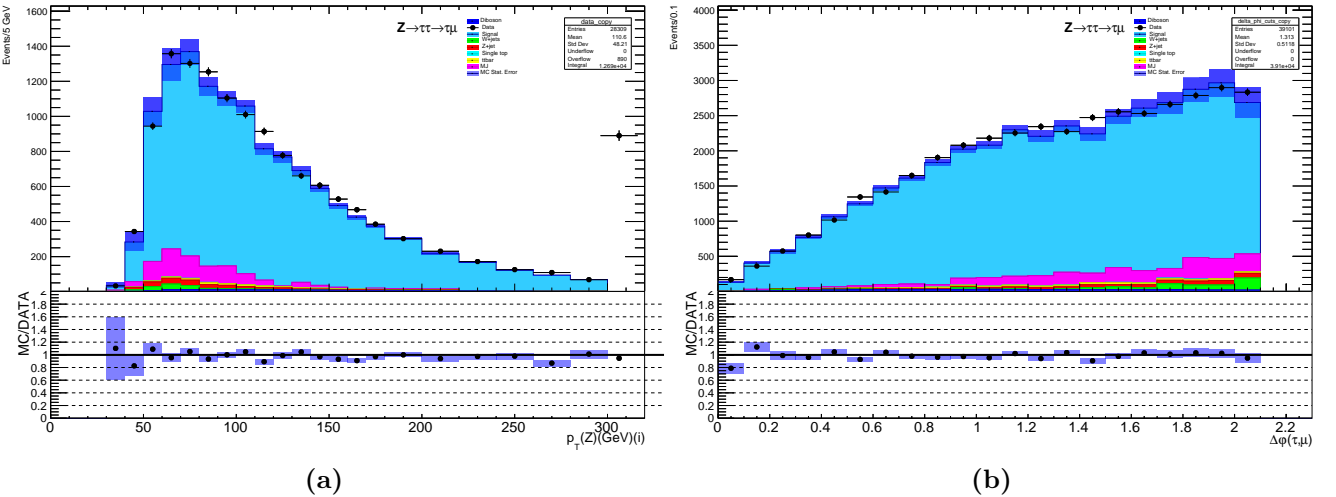 Events/5 GeV
Z→ττ→τμ
Diboson
Data
Signal
W+jets
Z+jet
Single top
ttbar
MJ
MC Stat. Error
data_copy
Entries 28309
Mean 110.6
Std Dev 48.21
Underflow 0
Overflow 890
Integral 1.269e+04
1600
1400
1200
1000
800
600
400
200
MC/DATA
2
1.8
1.6
1.4
1.2
1
0.8
0.6
0.4
0.2
0
0 50 100 150 200 250 300
p_T(Z)(GeV)(i)
(a)
Events/0.1
Z→ττ→τμ
Diboson
Data
Signal
W+jets
Z+jet
Single top
ttbar
MJ
MC Stat. Error
delta_phi_cuts_copy
Entries 39101
Mean 1.313
Std Dev 0.5118
Underflow 0
Overflow 0
Integral 3.91e+04
4000
3500
3000
2500
2000
1500
1000
500
MC/DATA
2
1.8
1.6
1.4
1.2
1
0.8
0.6
0.4
0.2
0
0 0.2 0.4 0.6 0.8 1 1.2 1.4 1.6 1.8 2 2.2
Δφ(τ,μ)
(b)